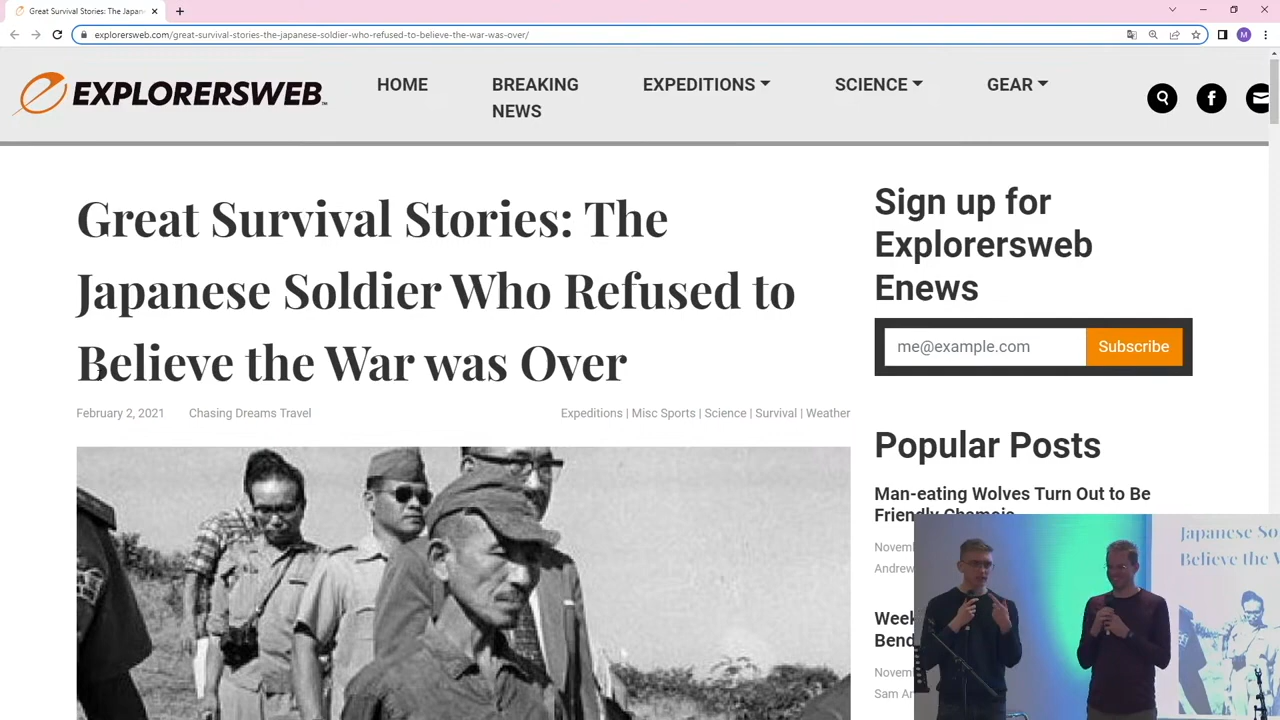 Great Survival Stories: The Japan
explorersweb.com/great-survival-stories-the-japanese-soldier-who-refused-to-believe-the-war-was-over/
M
EXPLORERSWEB
HOME
BREAKING
NEWS
EXPEDITIONS
SCIENCE
GEAR
Great Survival Stories: The
Japanese Soldier Who Refused to
Believe the War was Over
February 2, 2021
Chasing Dreams Travel
Expeditions | Misc Sports | Science | Survival | Weather
Sign up for
Explorersweb
Enews
me@example.com
Subscribe
Popular Posts
Man-eating Wolves Turn Out to Be
Friendly Chamois
Novem
Andrew
Week
Bend
Novem
Sam Ar
Japanese So
Believe the